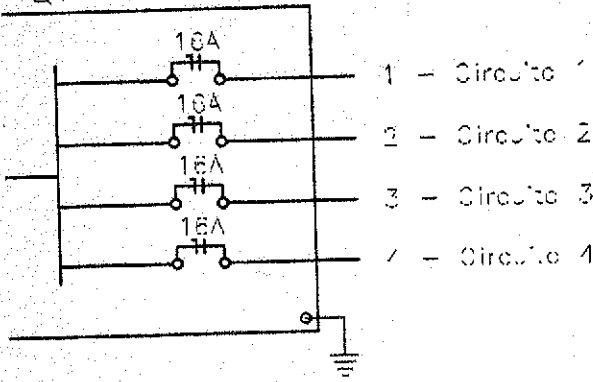 16A
1 - Circuito 1
16A
2 - Circuito 2
16A
3 - Circuito 3
16A
4 - Circuito 4